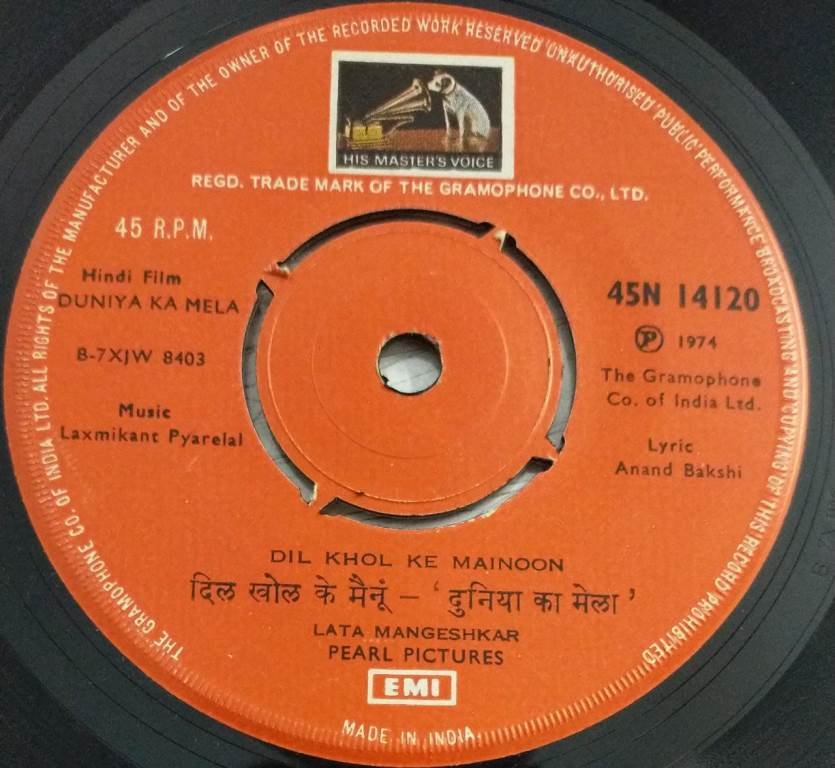 THE GRAMOPHONE CO. OF INDIA LTD. ALL RIGHTS OF THE MANUFACTURER AND OF THE OWNER OF THE RECORDED WORK RESERVED UNAUTHORISED PUBLIC PERFORMANCE BROADCASTING AND COPYING OF THIS RECORD PROHIBITED
HIS MASTER'S VOICE
REGD. TRADE MARK OF THE GRAMOPHONE CO., LTD.
45 R.P.M.
Hindi Film
DUNIYA KA MELA
B-7XJW 8403
Music
Laxmikant Pyarelal
45N 14120
Ⓟ 1974
The Gramophone
Co. of India Ltd.
Lyric
Anand Bakshi
DIL KHOL KE MAINOON
दिल खोल के मैनूं – ‘दुनिया का मेला’
LATA MANGESHKAR
PEARL PICTURES
EMI
MADE IN INDIA